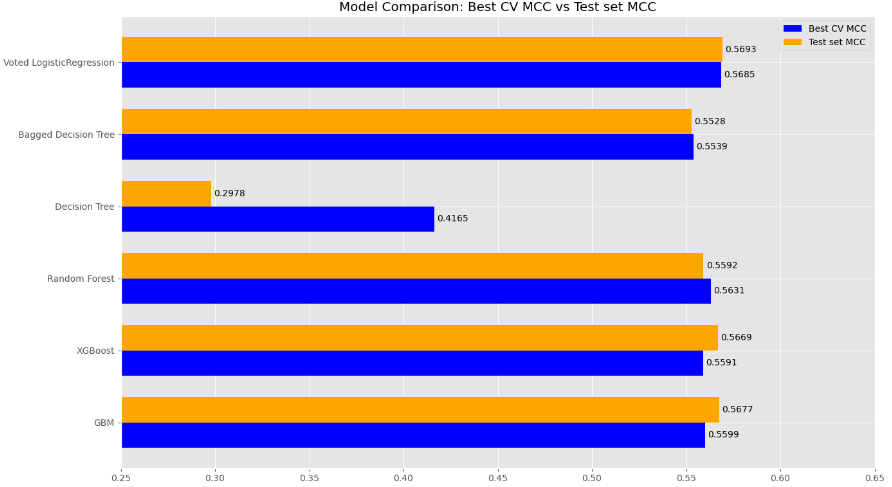 Model Comparison: Best CV MCC vs Test set MCC
Best CV MCC
Test set MCC
Voted LogisticRegression
0.5693
0.5685
Bagged Decision Tree
0.5528
0.5539
Decision Tree
0.2978
0.4165
Random Forest
0.5592
0.5631
XGBoost
0.5669
0.5591
GBM
0.5677
0.5599
0.25 0.30 0.35 0.40 0.45 0.50 0.55 0.60 0.65